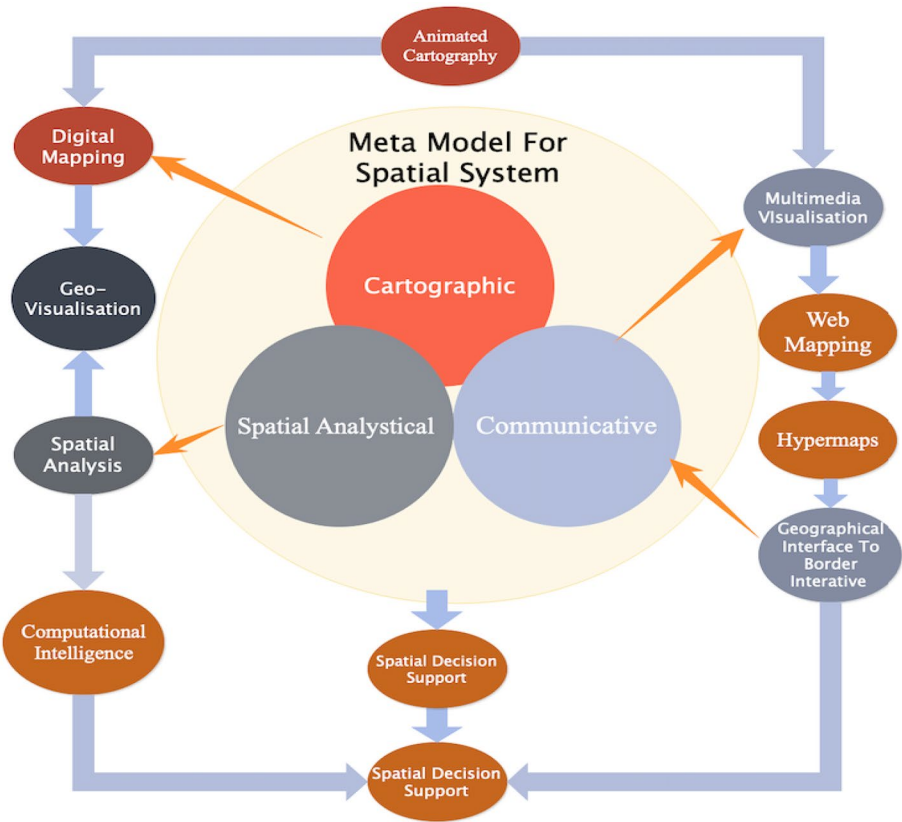 Animated
Cartography
Digital
Mapping
Meta Model For
Spatial System
Multimedia
VIsualisation
Geo-
Visualisation
Cartographic
Web
Mapping
Spatial Analystical
Communicative
Spatial
Analysis
Hypermaps
Geographical
Interface To
Border
Interative
Computational
Intelligence
Spatial Decision
Support
Spatial Decision
Support